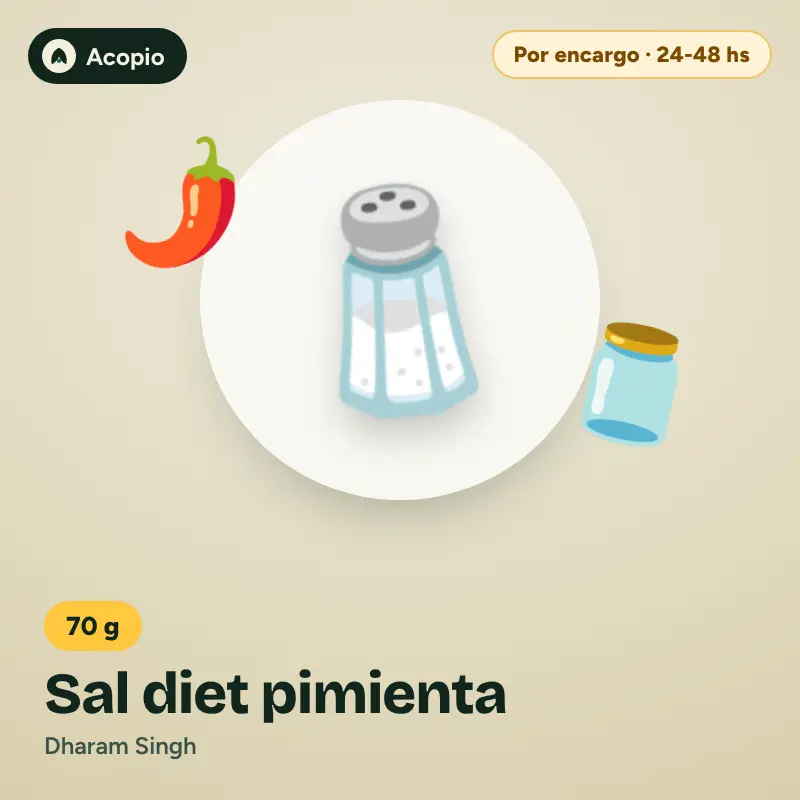 Acopio
Por encargo · 24-48 hs
70 g
Sal diet pimienta
Dharam Singh